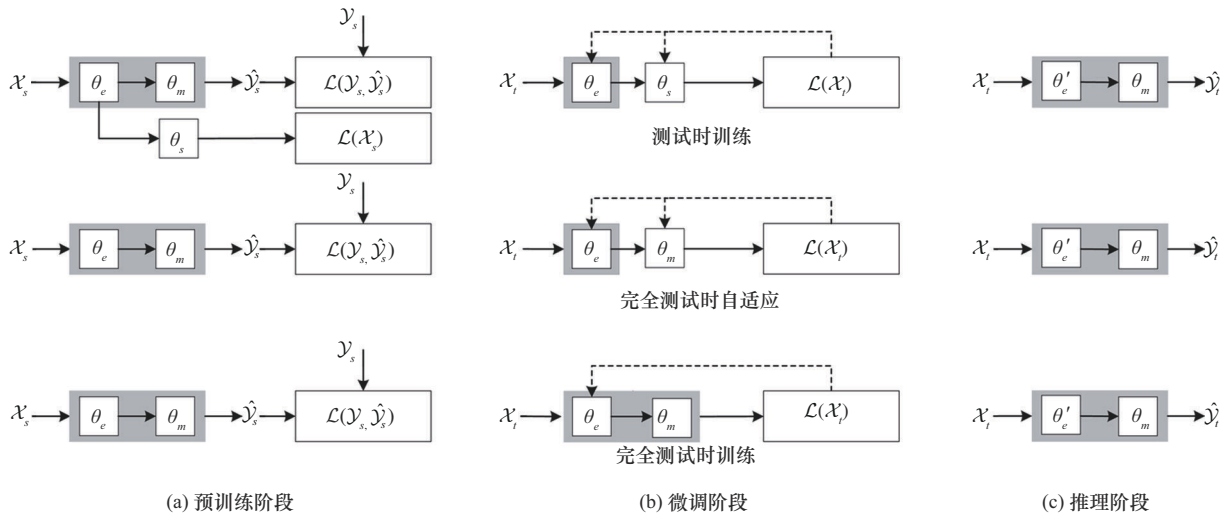 𝒴ₛ
𝒳ₛ θₑ θₘ 𝒴̂ₛ ℒ(𝒴ₛ, 𝒴̂ₛ) 𝒳ₜ θₑ θₛ ℒ(𝒳ₜ) 𝒳ₜ θ′ₑ θₘ 𝒴̂ₜ
θₛ ℒ(𝒳ₛ) 测试时训练
𝒴ₛ
𝒳ₛ θₑ θₘ 𝒴̂ₛ ℒ(𝒴ₛ, 𝒴̂ₛ) 𝒳ₜ θₑ θₘ ℒ(𝒳ₜ) 𝒳ₜ θ′ₑ θₘ 𝒴̂ₜ
完全测试时自适应
𝒴ₛ
𝒳ₛ θₑ θₘ 𝒴̂ₛ ℒ(𝒴ₛ, 𝒴̂ₛ) 𝒳ₜ θₑ θₘ ℒ(𝒳ₜ) 𝒳ₜ θ′ₑ θₘ 𝒴̂ₜ
完全测试时训练
(a) 预训练阶段 (b) 微调阶段 (c) 推理阶段